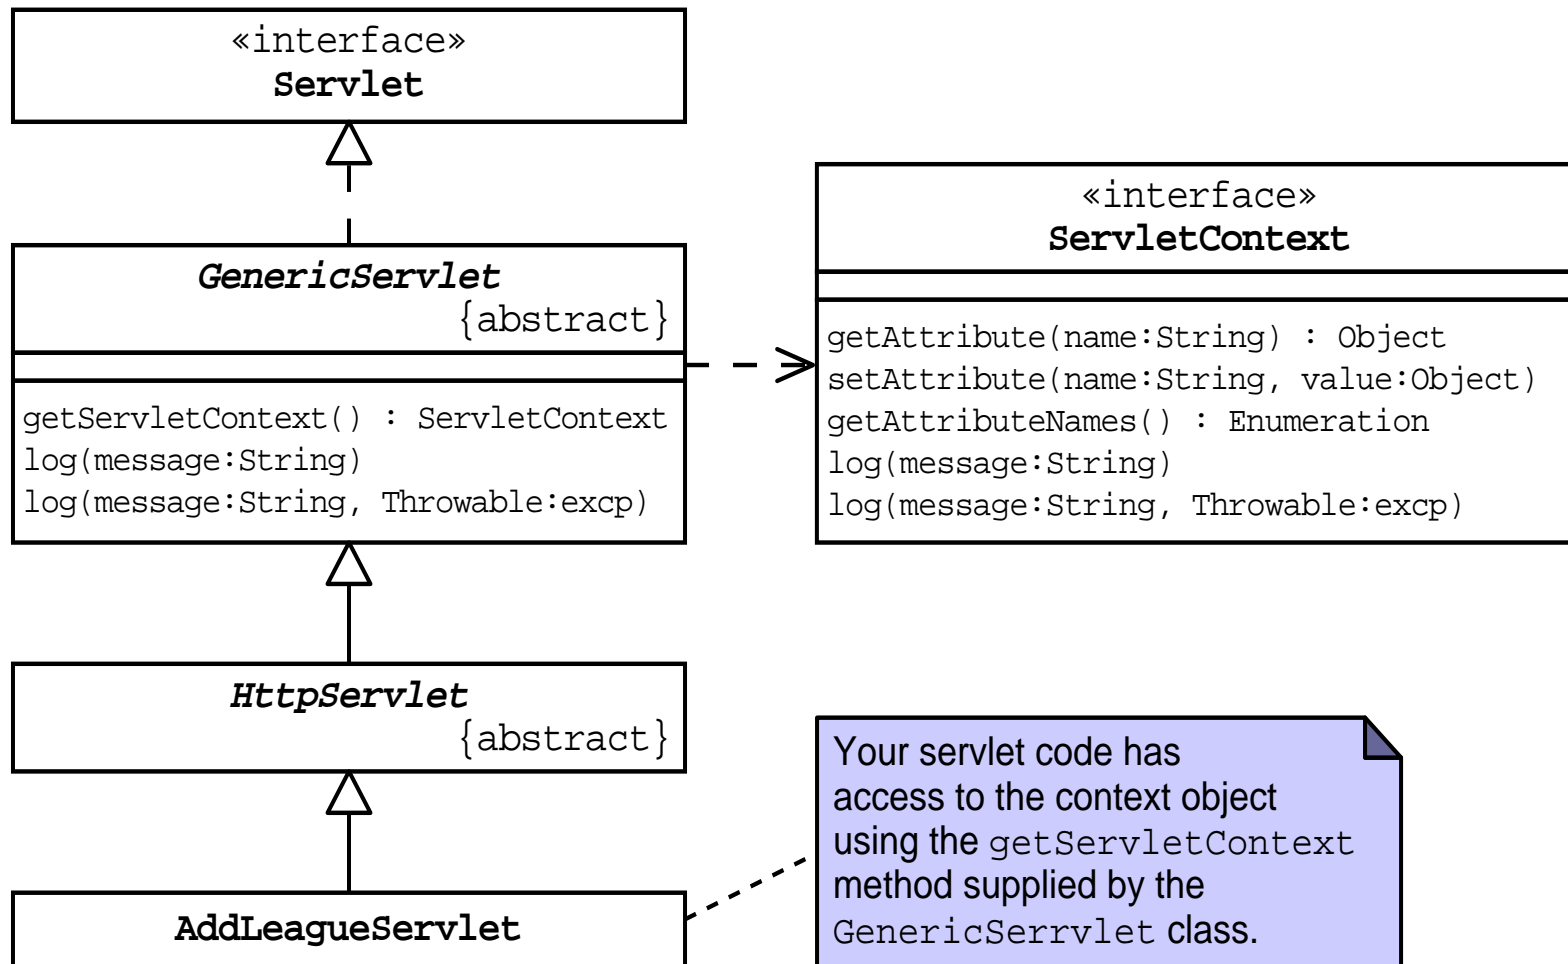 «interface»
Servlet
GenericServlet
{abstract}
getServletContext() : ServletContext
log(message:String)
log(message:String, Throwable:excp)
«interface»
ServletContext
getAttribute(name:String) : Object
setAttribute(name:String, value:Object)
getAttributeNames() : Enumeration
log(message:String)
log(message:String, Throwable:excp)
HttpServlet
{abstract}
AddLeagueServlet
Your servlet code has
access to the context object
using the getServletContext
method supplied by the
GenericSerrvlet class.